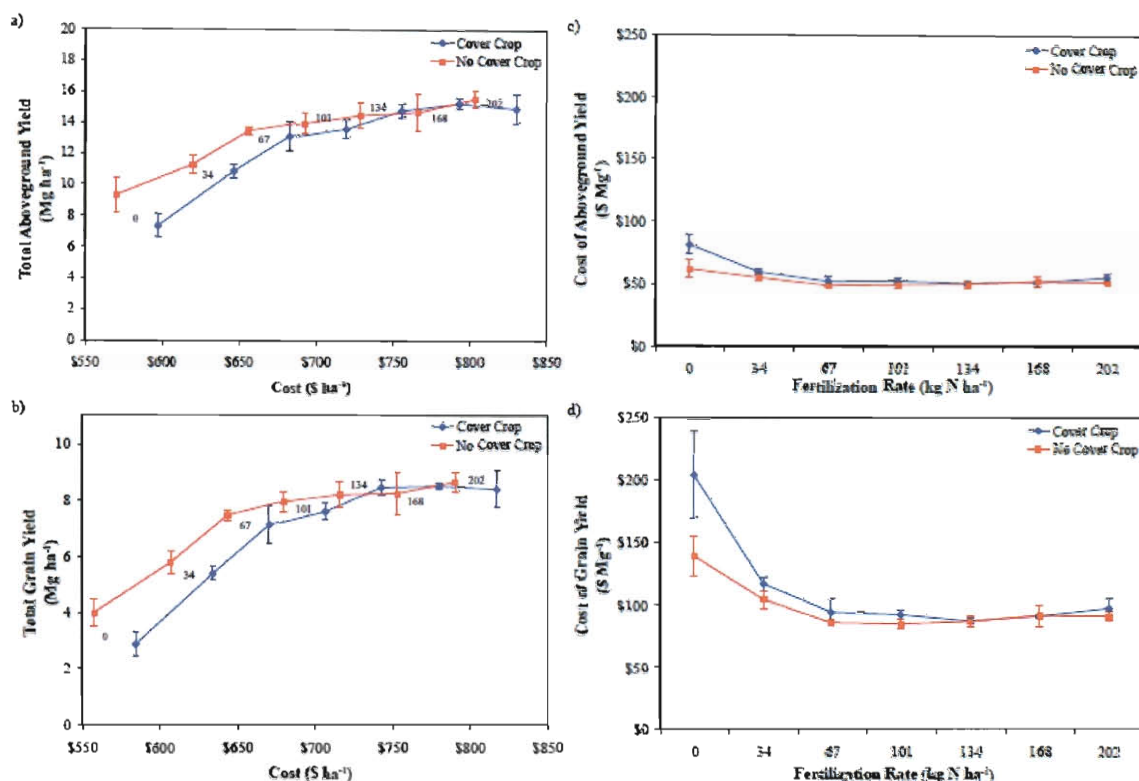 a)
20
18
16
14
12
10
8
6
4
2
0
Total Aboveground Yield
(Mg ha⁻¹)
Cover Crop
No Cover Crop
0
34
67
101
134
168
202
$550
$600
$650
$700
$750
$800
$850
Cost ($ ha⁻¹)
c)
$250
$200
$150
$100
$50
$0
Cost of Aboveground Yield
($ Mg⁻¹)
Cover Crop
No Cover Crop
0
34
67
101
134
168
202
Fertilization Rate (kg N ha⁻¹)
b)
10
8
6
4
2
0
Total Grain Yield
(Mg ha⁻¹)
Cover Crop
No Cover Crop
0
34
67
101
134
168
202
$550
$600
$650
$700
$750
$800
$850
Cost ($ ha⁻¹)
d)
$250
$200
$150
$100
$50
$0
Cost of Grain Yield
($ Mg⁻¹)
Cover Crop
No Cover Crop
0
34
67
101
134
168
202
Fertilization Rate (kg N ha⁻¹)